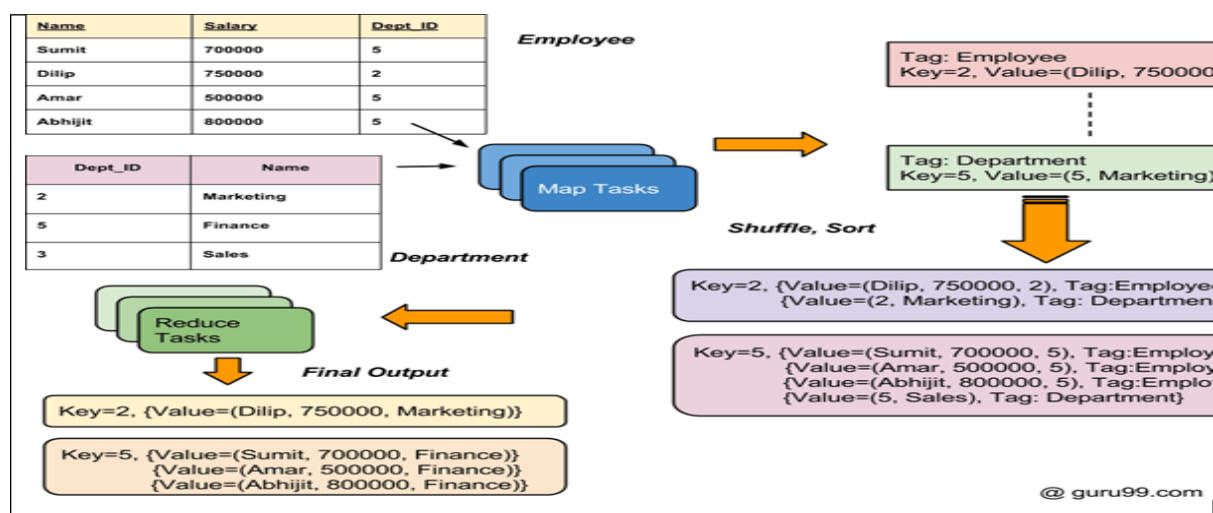 Name Salary Dept_ID
Sumit 700000 5
Dilip 750000 2
Amar 500000 5
Abhijit 800000 5
Employee
Dept_ID Name
2 Marketing
5 Finance
3 Sales
Department
Map Tasks
Tag: Employee
Key=2, Value=(Dilip, 750000
Tag: Department
Key=5, Value=(5, Marketing)
Shuffle, Sort
Key=2, {Value=(Dilip, 750000, 2), Tag:Employe
{Value=(2, Marketing), Tag: Departmen
Key=5, {Value=(Sumit, 700000, 5), Tag:Employ
{Value=(Amar, 500000, 5), Tag:Employ
{Value=(Abhijit, 800000, 5), Tag:Emplo
{Value=(5, Sales), Tag: Department}
Reduce
Tasks
Final Output
Key=2, {Value=(Dilip, 750000, Marketing)}
Key=5, {Value=(Sumit, 700000, Finance)}
{Value=(Amar, 500000, Finance)}
{Value=(Abhijit, 800000, Finance)}
@ guru99.com